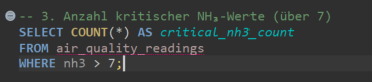 -- 3. Anzahl kritischer NH₃-Werte (über 7)
SELECT COUNT(*) AS critical_nh3_count
FROM air_quality_readings
WHERE nh3 > 7;